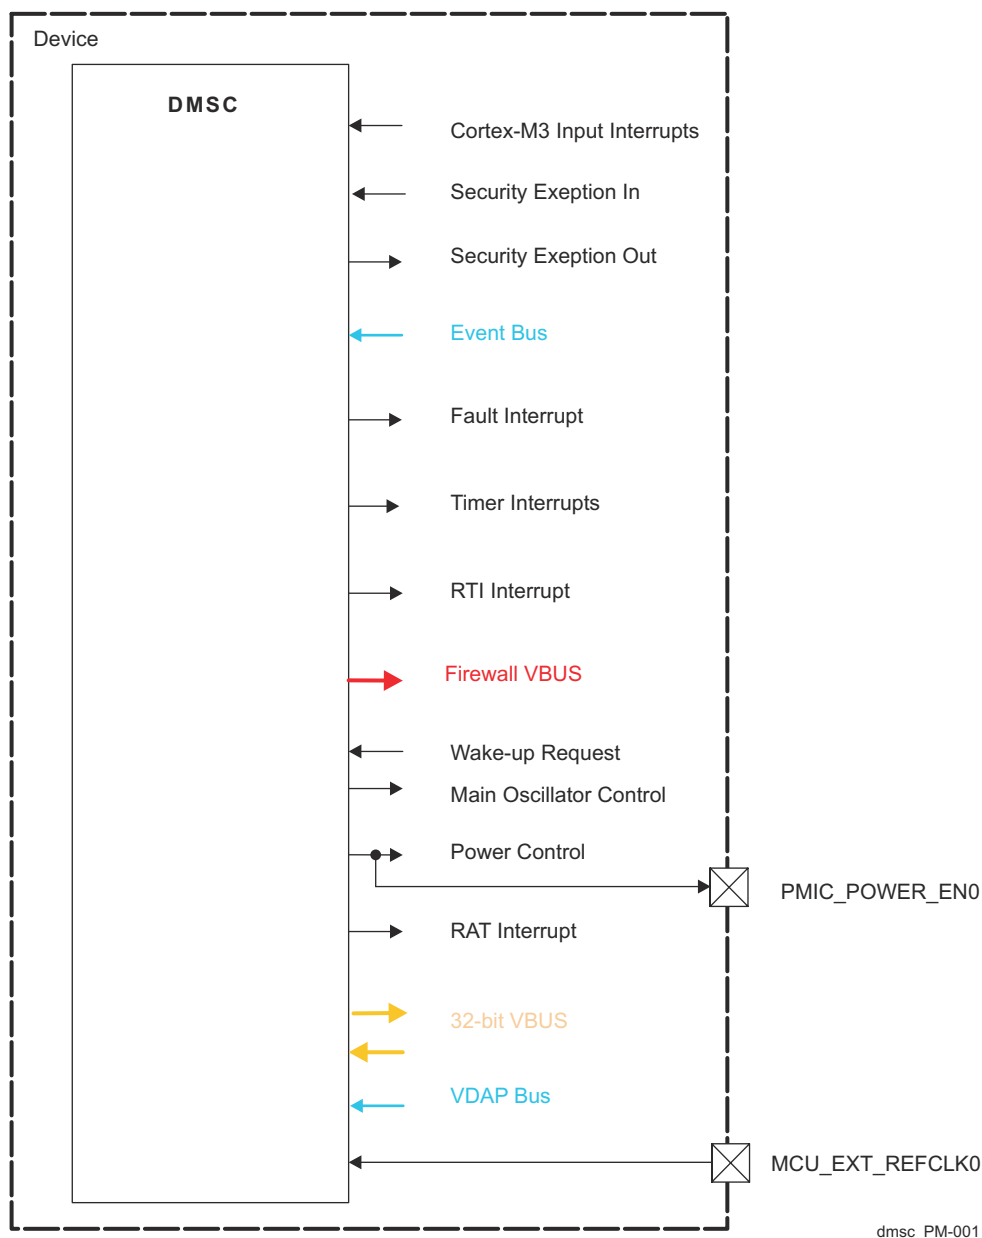 Device
DMSC
Cortex-M3 Input Interrupts
Security Exeption In
Security Exeption Out
Event Bus
Fault Interrupt
Timer Interrupts
RTI Interrupt
Firewall VBUS
Wake-up Request
Main Oscillator Control
Power Control
PMIC_POWER_EN0
RAT Interrupt
32-bit VBUS
VDAP Bus
MCU_EXT_REFCLK0
dmsc_PM-001